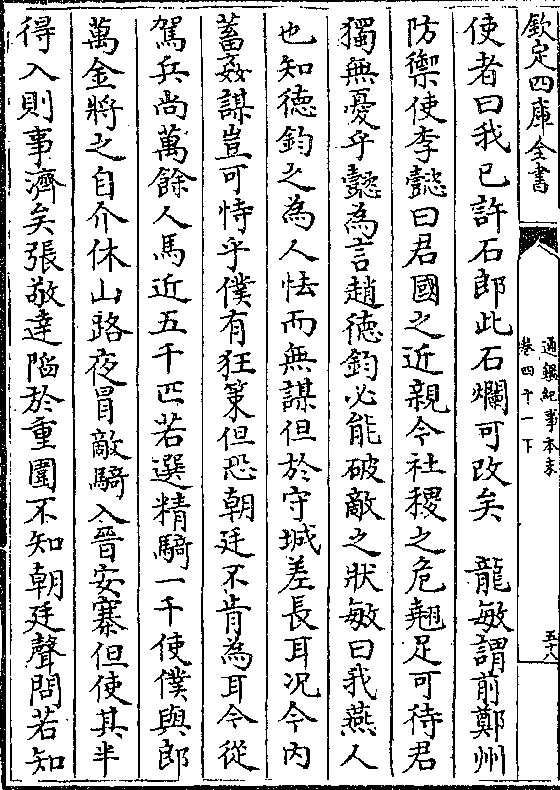 欽定四庫全書
通鑑紀事本末
卷四十一下
五十八
使者曰我已許石郎此石爛可改矣　龍敏謂前鄭州
防禦使李懿曰君國之近親今社稷之危翹足可待君
獨無憂乎懿為言趙徳鈞必能破敵之狀敏曰我燕人
也知徳鈞之為人怯而無謀但於守城差長耳况今内
蓄姦謀豈可恃乎僕有狂策但恐朝廷不肯為耳今從
駕兵尚萬餘人馬近五千匹若選精騎一千使僕與郎
萬金將之自介休山路夜冒敵騎入晉安寨但使其半
得入則事濟矣張敬達陷於重圍不知朝廷聲問若知